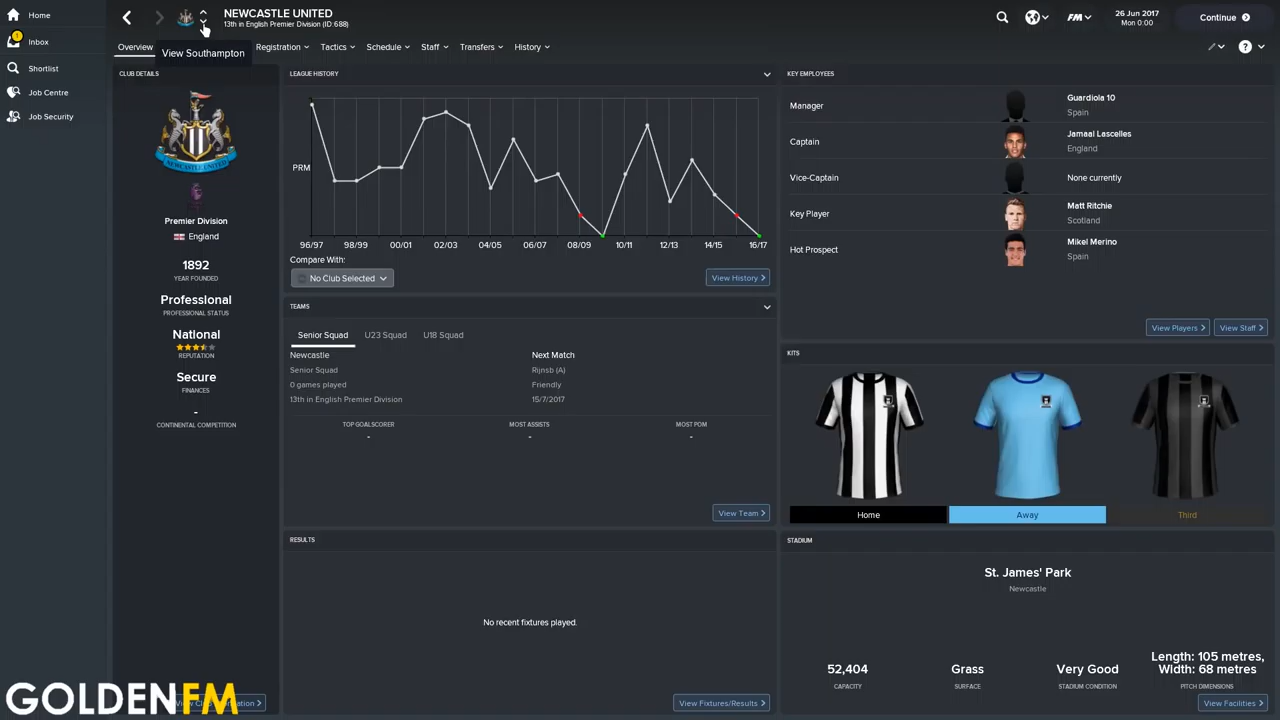 Home
Inbox
Shortlist
Job Centre
Job Security
NEWCASTLE UNITED
13th in English Premier Division (ID:688)
View Southampton
26 Jun 2017
Mon 0:00
FM
Continue
Overview
Registration
Tactics
Schedule
Staff
Transfers
History
CLUB DETAILS
NEWCASTLE UNITED
Premier Division
England
1892
YEAR FOUNDED
Professional
PROFESSIONAL STATUS
National
REPUTATION
Secure
FINANCES
-
CONTINENTAL COMPETITION
LEAGUE HISTORY
PRM
96/97 98/99 00/01 02/03 04/05 06/07 08/09 10/11 12/13 14/15 16/17
Compare With:
No Club Selected
View History
TEAMS
Senior Squad U23 Squad U18 Squad
Newcastle
Senior Squad
0 games played
13th in English Premier Division
Next Match
Rijnsb (A)
Friendly
15/7/2017
TOP GOALSCORER
-
MOST ASSISTS
-
MOST POM
-
View Team
RESULTS
No recent fixtures played.
View Fixtures/Results
KEY EMPLOYEES
Manager
Guardiola 10
Spain
Captain
Jamaal Lascelles
England
Vice-Captain
None currently
Key Player
Matt Ritchie
Scotland
Hot Prospect
Mikel Merino
Spain
View Players
View Staff
KITS
Home
Away
Third
STADIUM
St. James' Park
Newcastle
52,404
CAPACITY
Grass
SURFACE
Very Good
STADIUM CONDITION
Length: 105 metres,
Width: 68 metres
PITCH DIMENSIONS
View Facilities
GOLDENFM